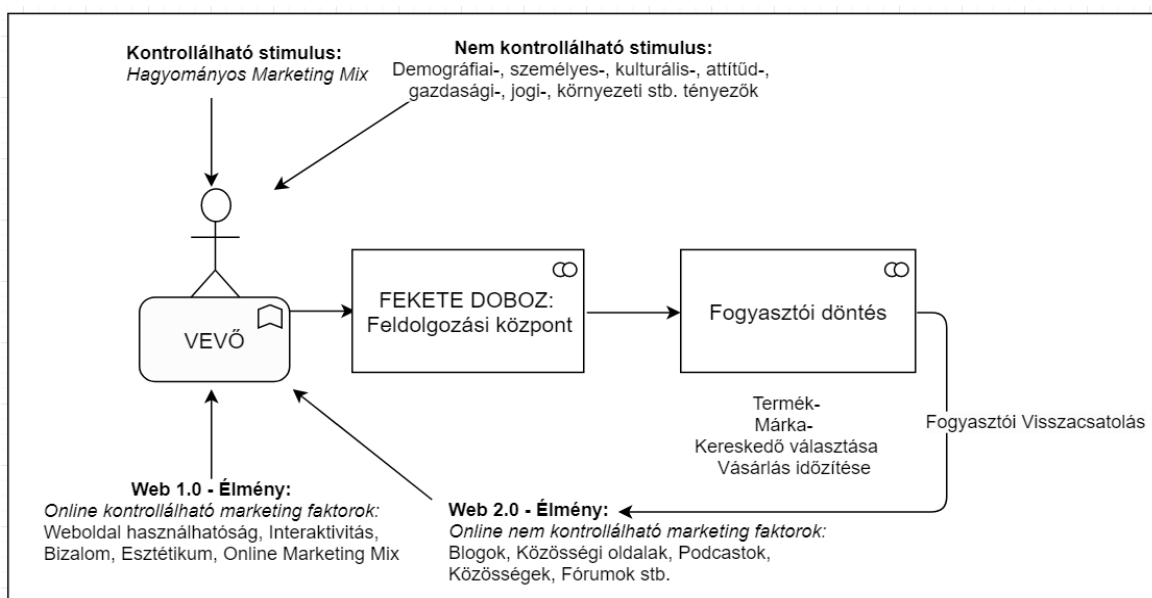 Kontrollálható stimulus:
Hagyományos Marketing Mix
Nem kontrollálható stimulus:
Demográfiai-, személyes-, kulturális-, attítűd-,
gazdasági-, jogi-, környezeti stb. tényezők
VEVŐ
FEKETE DOBOZ:
Feldolgozási központ
Fogyasztói döntés
Termék-
Márka-
Kereskedő választása
Vásárlás időzítése
Fogyasztói Visszacsatolás
Web 1.0 - Élmény:
Online kontrollálható marketing faktorok:
Weboldal használhatóság, Interaktivitás,
Bizalom, Esztétikum, Online Marketing Mix
Web 2.0 - Élmény:
Online nem kontrollálható marketing faktorok:
Blogok, Közösségi oldalak, Podcastok,
Közösségek, Fórumok stb.